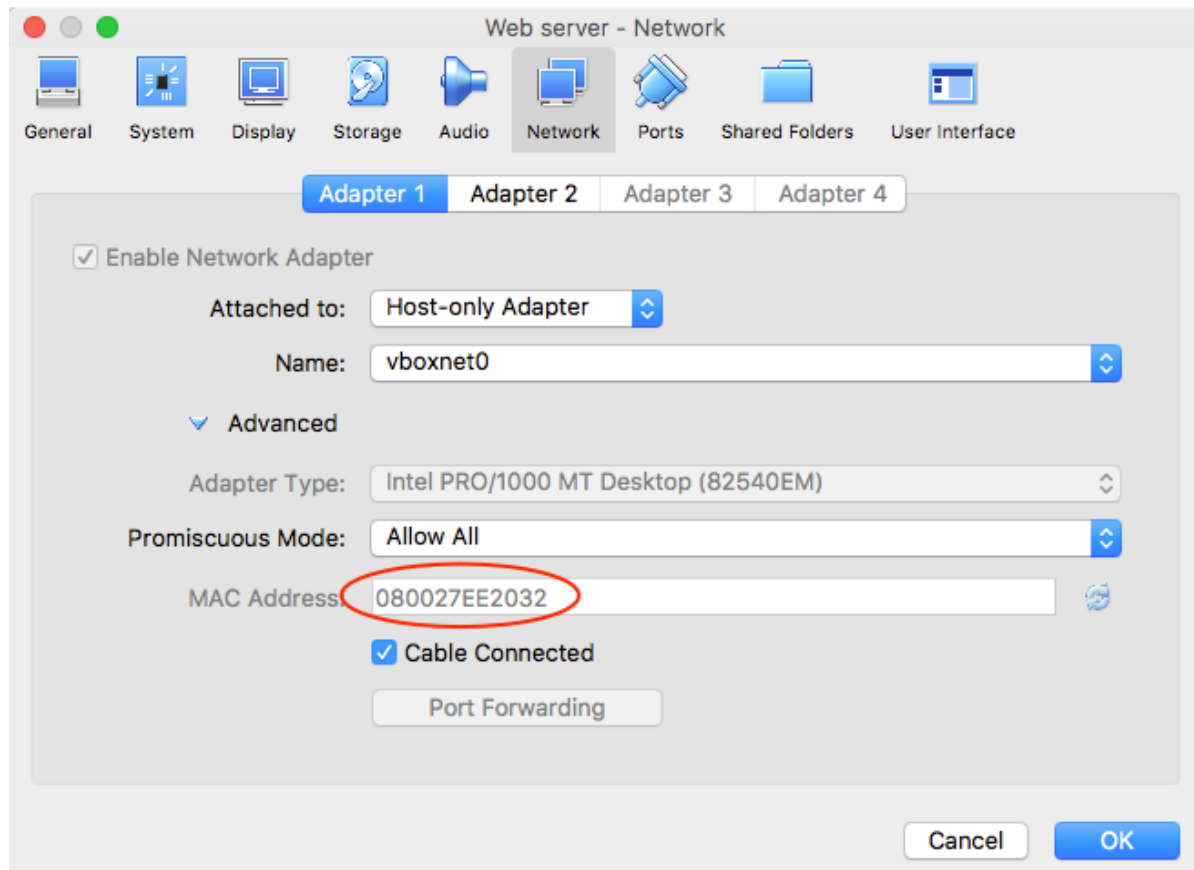 Web server - Network
General System Display Storage Audio Network Ports Shared Folders User Interface
Adapter 1 Adapter 2 Adapter 3 Adapter 4
Enable Network Adapter
Attached to: Host-only Adapter
Name: vboxnet0
Advanced
Adapter Type: Intel PRO/1000 MT Desktop (82540EM)
Promiscuous Mode: Allow All
MAC Address: 080027EE2032
Cable Connected
Port Forwarding
Cancel OK